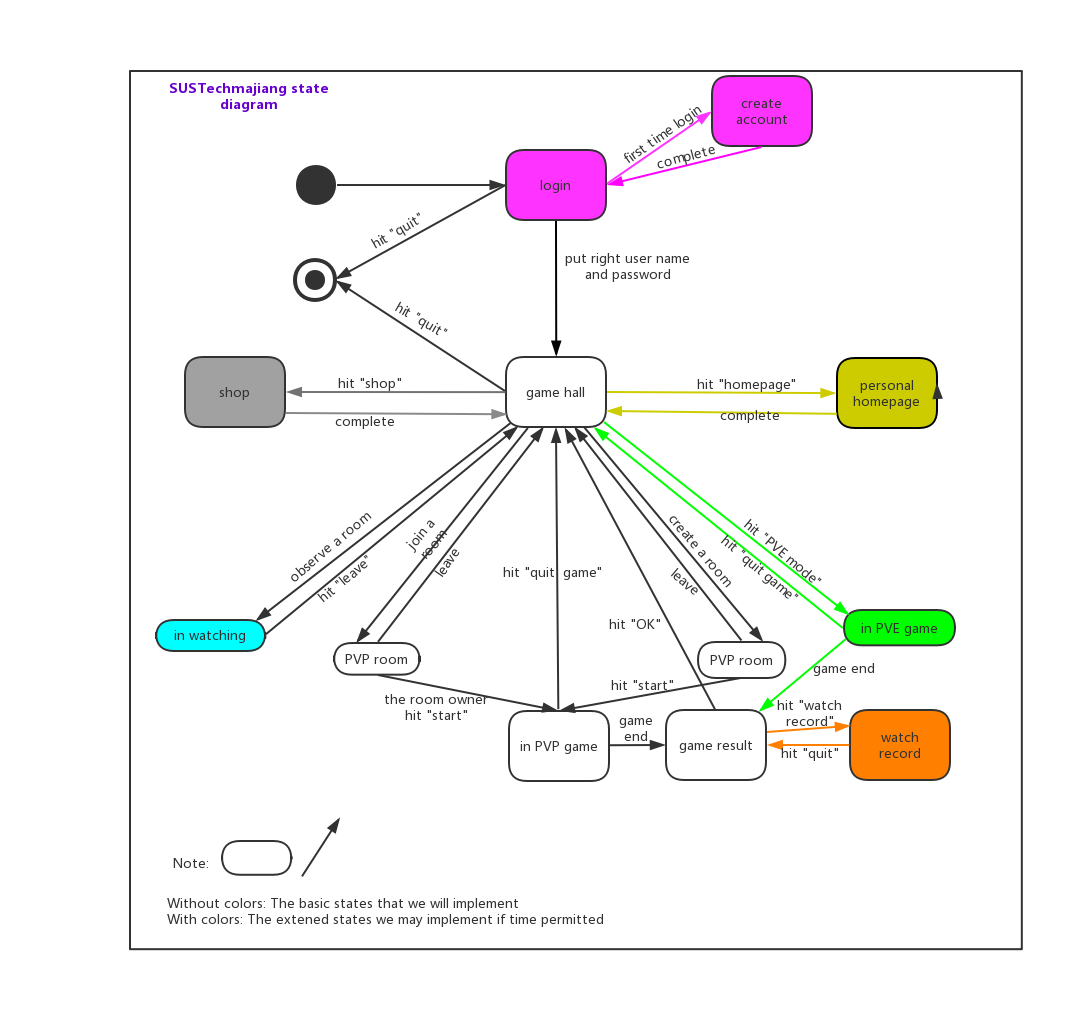 SUSTechmajiang state
diagram
create
account
first time login
complete
login
hit "quit"
put right user name
and password
hit "quit"
shop
hit "shop"
complete
game hall
hit "homepage"
complete
personal
homepage
observe a room
hit "leave"
join a
room
leave
hit "quit game"
create a room
leave
hit "PVE mode"
hit "quit game"
hit "OK"
in watching
PVP room
PVP room
in PVE game
the room owner
hit "start"
hit "start"
game end
in PVP game
game
end
game result
hit "watch
record"
hit "quit"
watch
record
Note:
Without colors: The basic states that we will implement
With colors: The extened states we may implement if time permitted